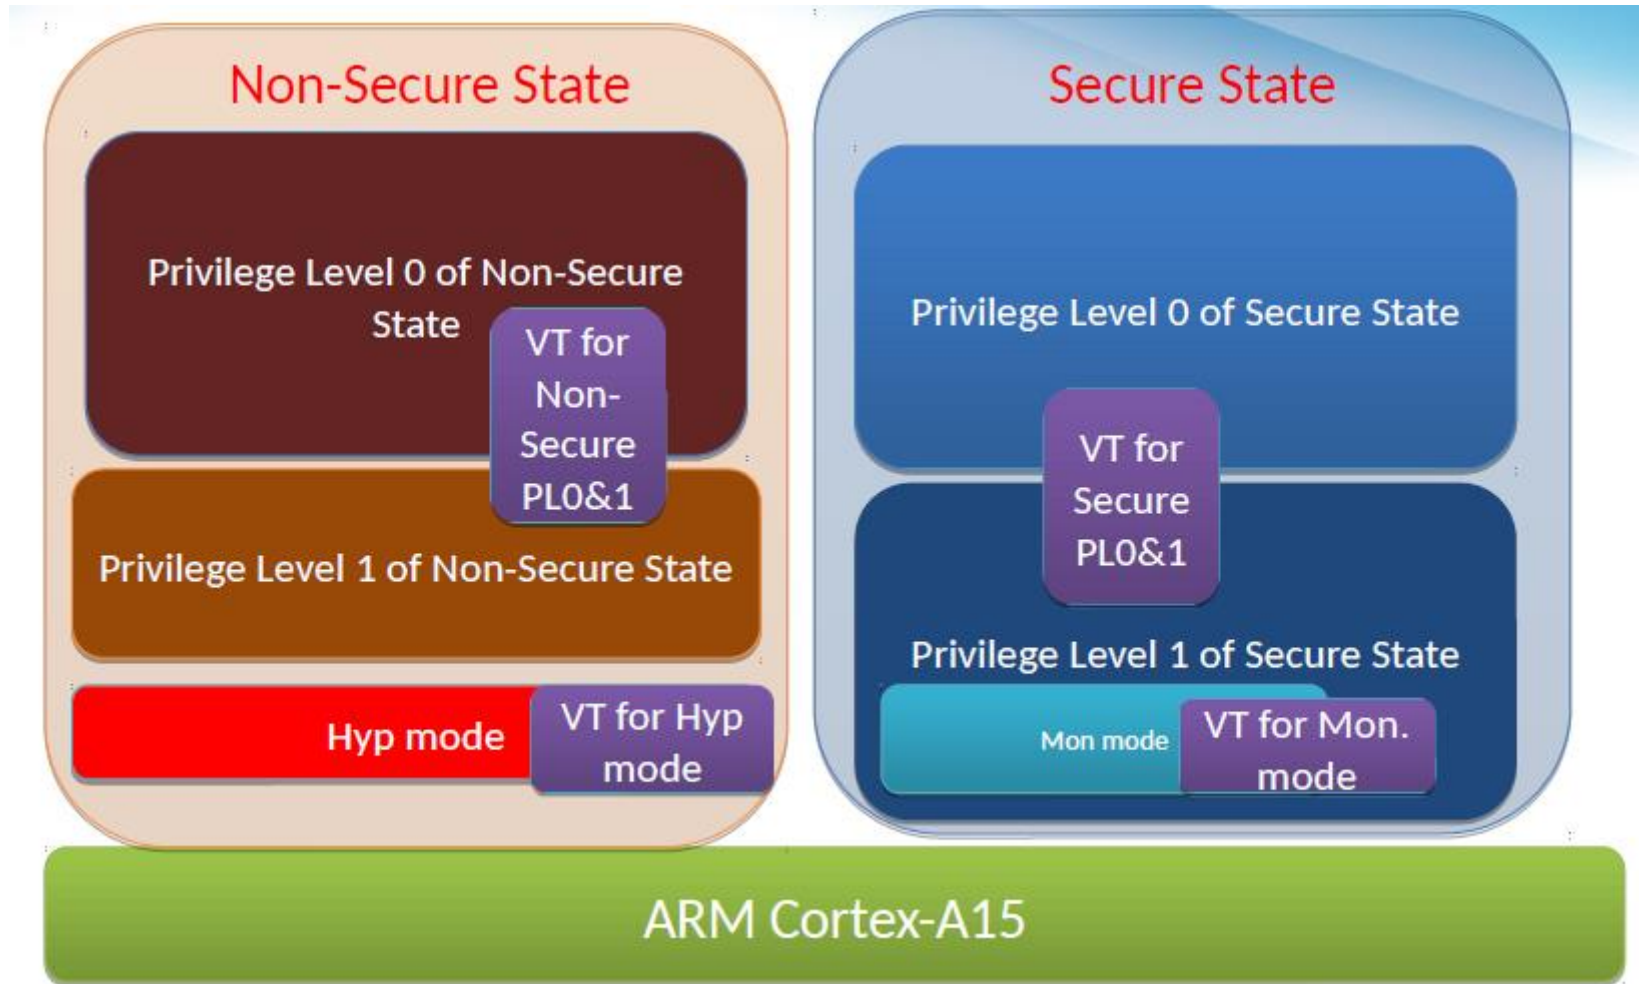 Non-Secure State
Privilege Level 0 of Non-Secure
State
VT for
Non-
Secure
PL0&1
Privilege Level 1 of Non-Secure State
Hyp mode
VT for Hyp
mode
Secure State
Privilege Level 0 of Secure State
VT for
Secure
PL0&1
Privilege Level 1 of Secure State
Mon mode
VT for Mon.
mode
ARM Cortex-A15